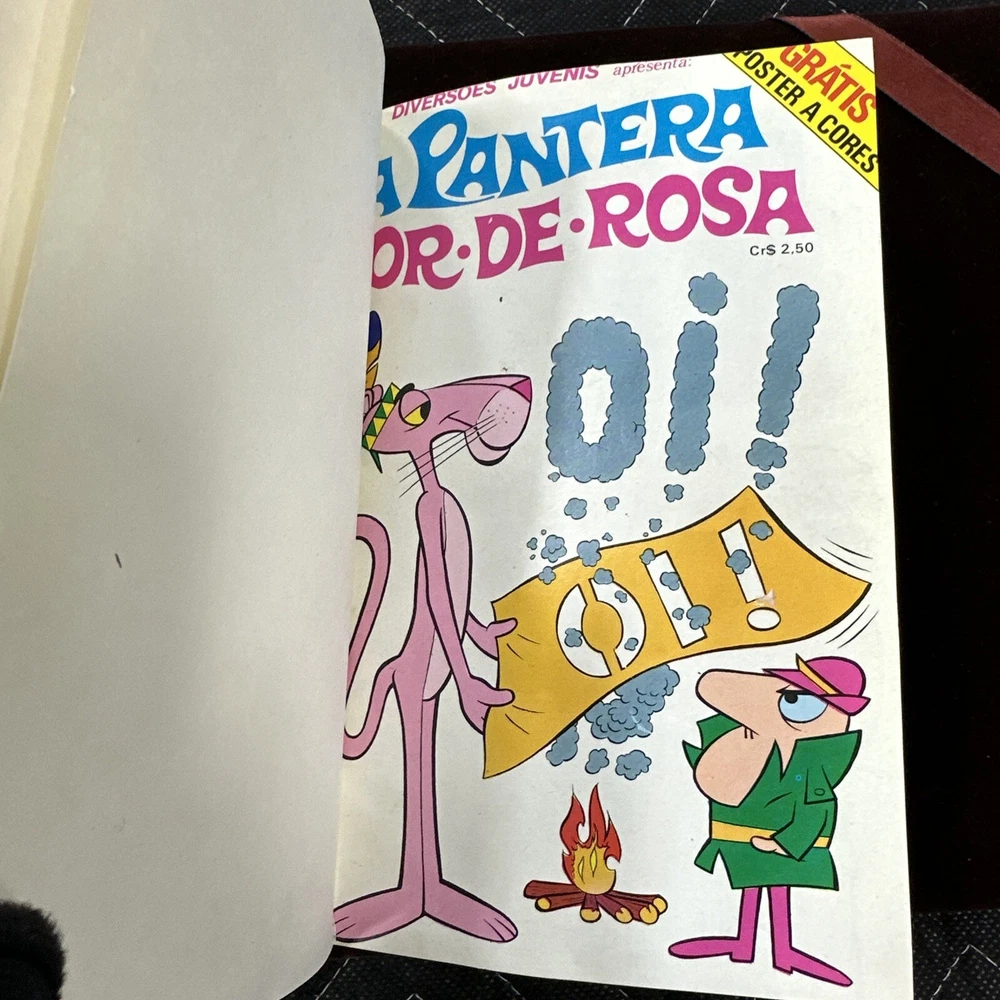 DIVERSÕES JUVENIS apresenta:
GRÁTIS
POSTER A CORES
A PANTERA
OR·DE·ROSA
Cr$ 2,50
OI!
OI!